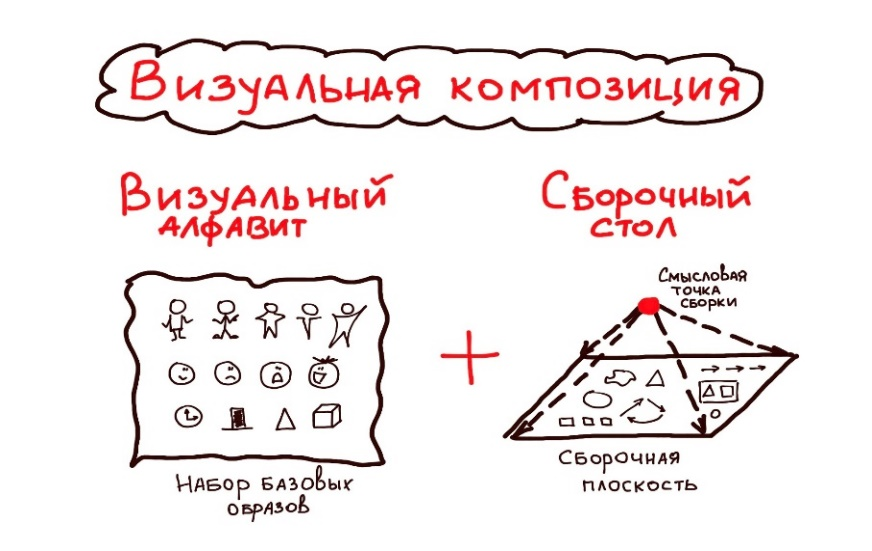 Визуальная композиция
Визуальный
алфавит
Сборочный
стол
Смысловая
точка
сборки
Набор базовых
образов
Сборочная
плоскость